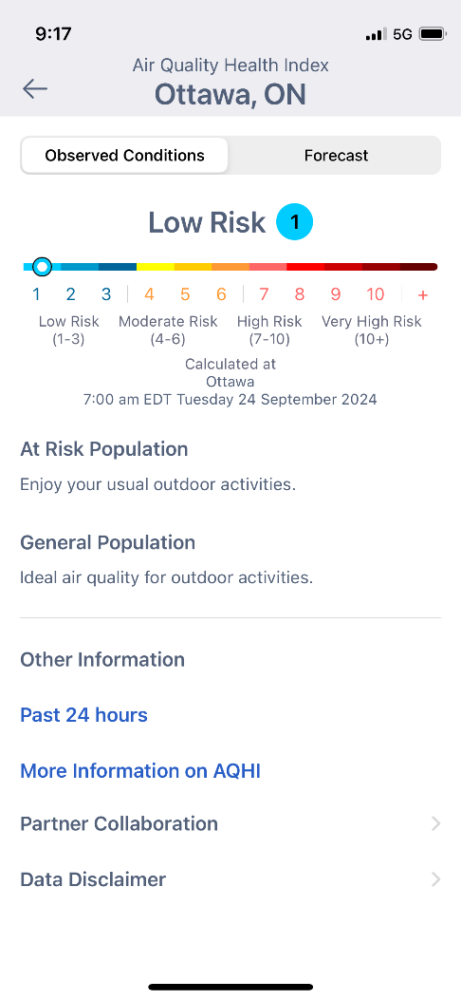 9:17
5G
Air Quality Health Index
Ottawa, ON
Observed Conditions
Forecast
Low Risk 1
1 2 3 4 5 6 7 8 9 10 +
Low Risk Moderate Risk High Risk Very High Risk
(1-3) (4-6) (7-10) (10+)
Calculated at
Ottawa
7:00 am EDT Tuesday 24 September 2024
At Risk Population
Enjoy your usual outdoor activities.
General Population
Ideal air quality for outdoor activities.
Other Information
Past 24 hours
More Information on AQHI
Partner Collaboration
Data Disclaimer